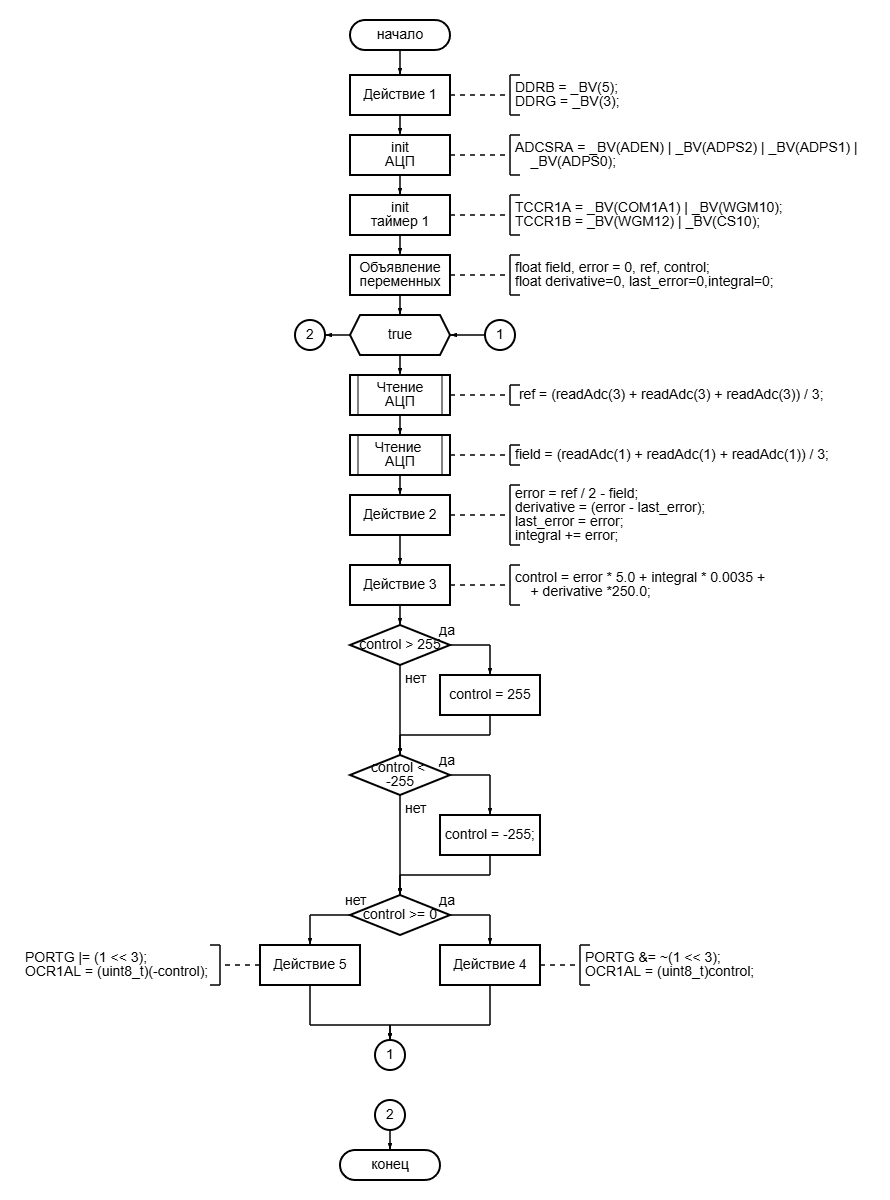 начало
Действие 1
DDRB = _BV(5);
DDRG = _BV(3);
init
АЦП
ADCSRA = _BV(ADEN) | _BV(ADPS2) | _BV(ADPS1) |
_BV(ADPS0);
init
таймер 1
TCCR1A = _BV(COM1A1) | _BV(WGM10);
TCCR1B = _BV(WGM12) | _BV(CS10);
Объявление
переменных
float field, error = 0, ref, control;
float derivative=0, last_error=0,integral=0;
2
true
1
Чтение
АЦП
ref = (readAdc(3) + readAdc(3) + readAdc(3)) / 3;
Чтение
АЦП
field = (readAdc(1) + readAdc(1) + readAdc(1)) / 3;
Действие 2
error = ref / 2 - field;
derivative = (error - last_error);
last_error = error;
integral += error;
Действие 3
control = error * 5.0 + integral * 0.0035 +
+ derivative *250.0;
да
control > 255
нет
control = 255
да
control <
-255
нет
control = -255;
нет
да
control >= 0
PORTG |= (1 << 3);
OCR1AL = (uint8_t)(-control);
Действие 5
Действие 4
PORTG &= ~(1 << 3);
OCR1AL = (uint8_t)control;
1
2
конец